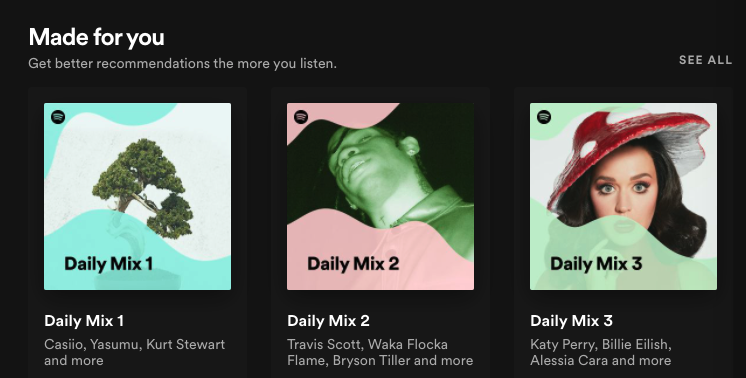 Made for you
Get better recommendations the more you listen.
SEE ALL
Daily Mix 1
Daily Mix 2
Daily Mix 3
Daily Mix 1
Casiio, Yasumu, Kurt Stewart
and more
Daily Mix 2
Travis Scott, Waka Flocka
Flame, Bryson Tiller and more
Daily Mix 3
Katy Perry, Billie Eilish,
Alessia Cara and more